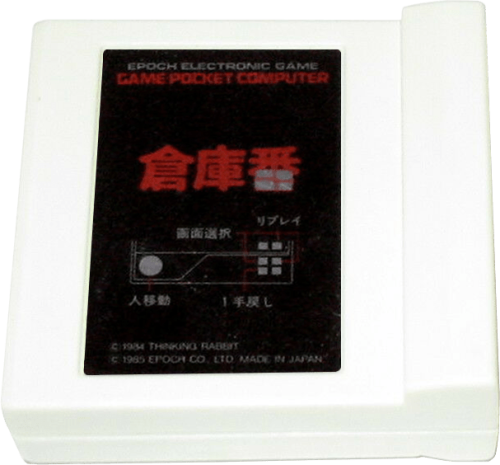 EPOCH ELECTRONIC GAME
GAME POCKET COMPUTER
倉庫番
リプレイ
画面選択
人移動
1手戻し
© 1984 THINKING RABBIT
© 1985 EPOCH CO., LTD. MADE IN JAPAN